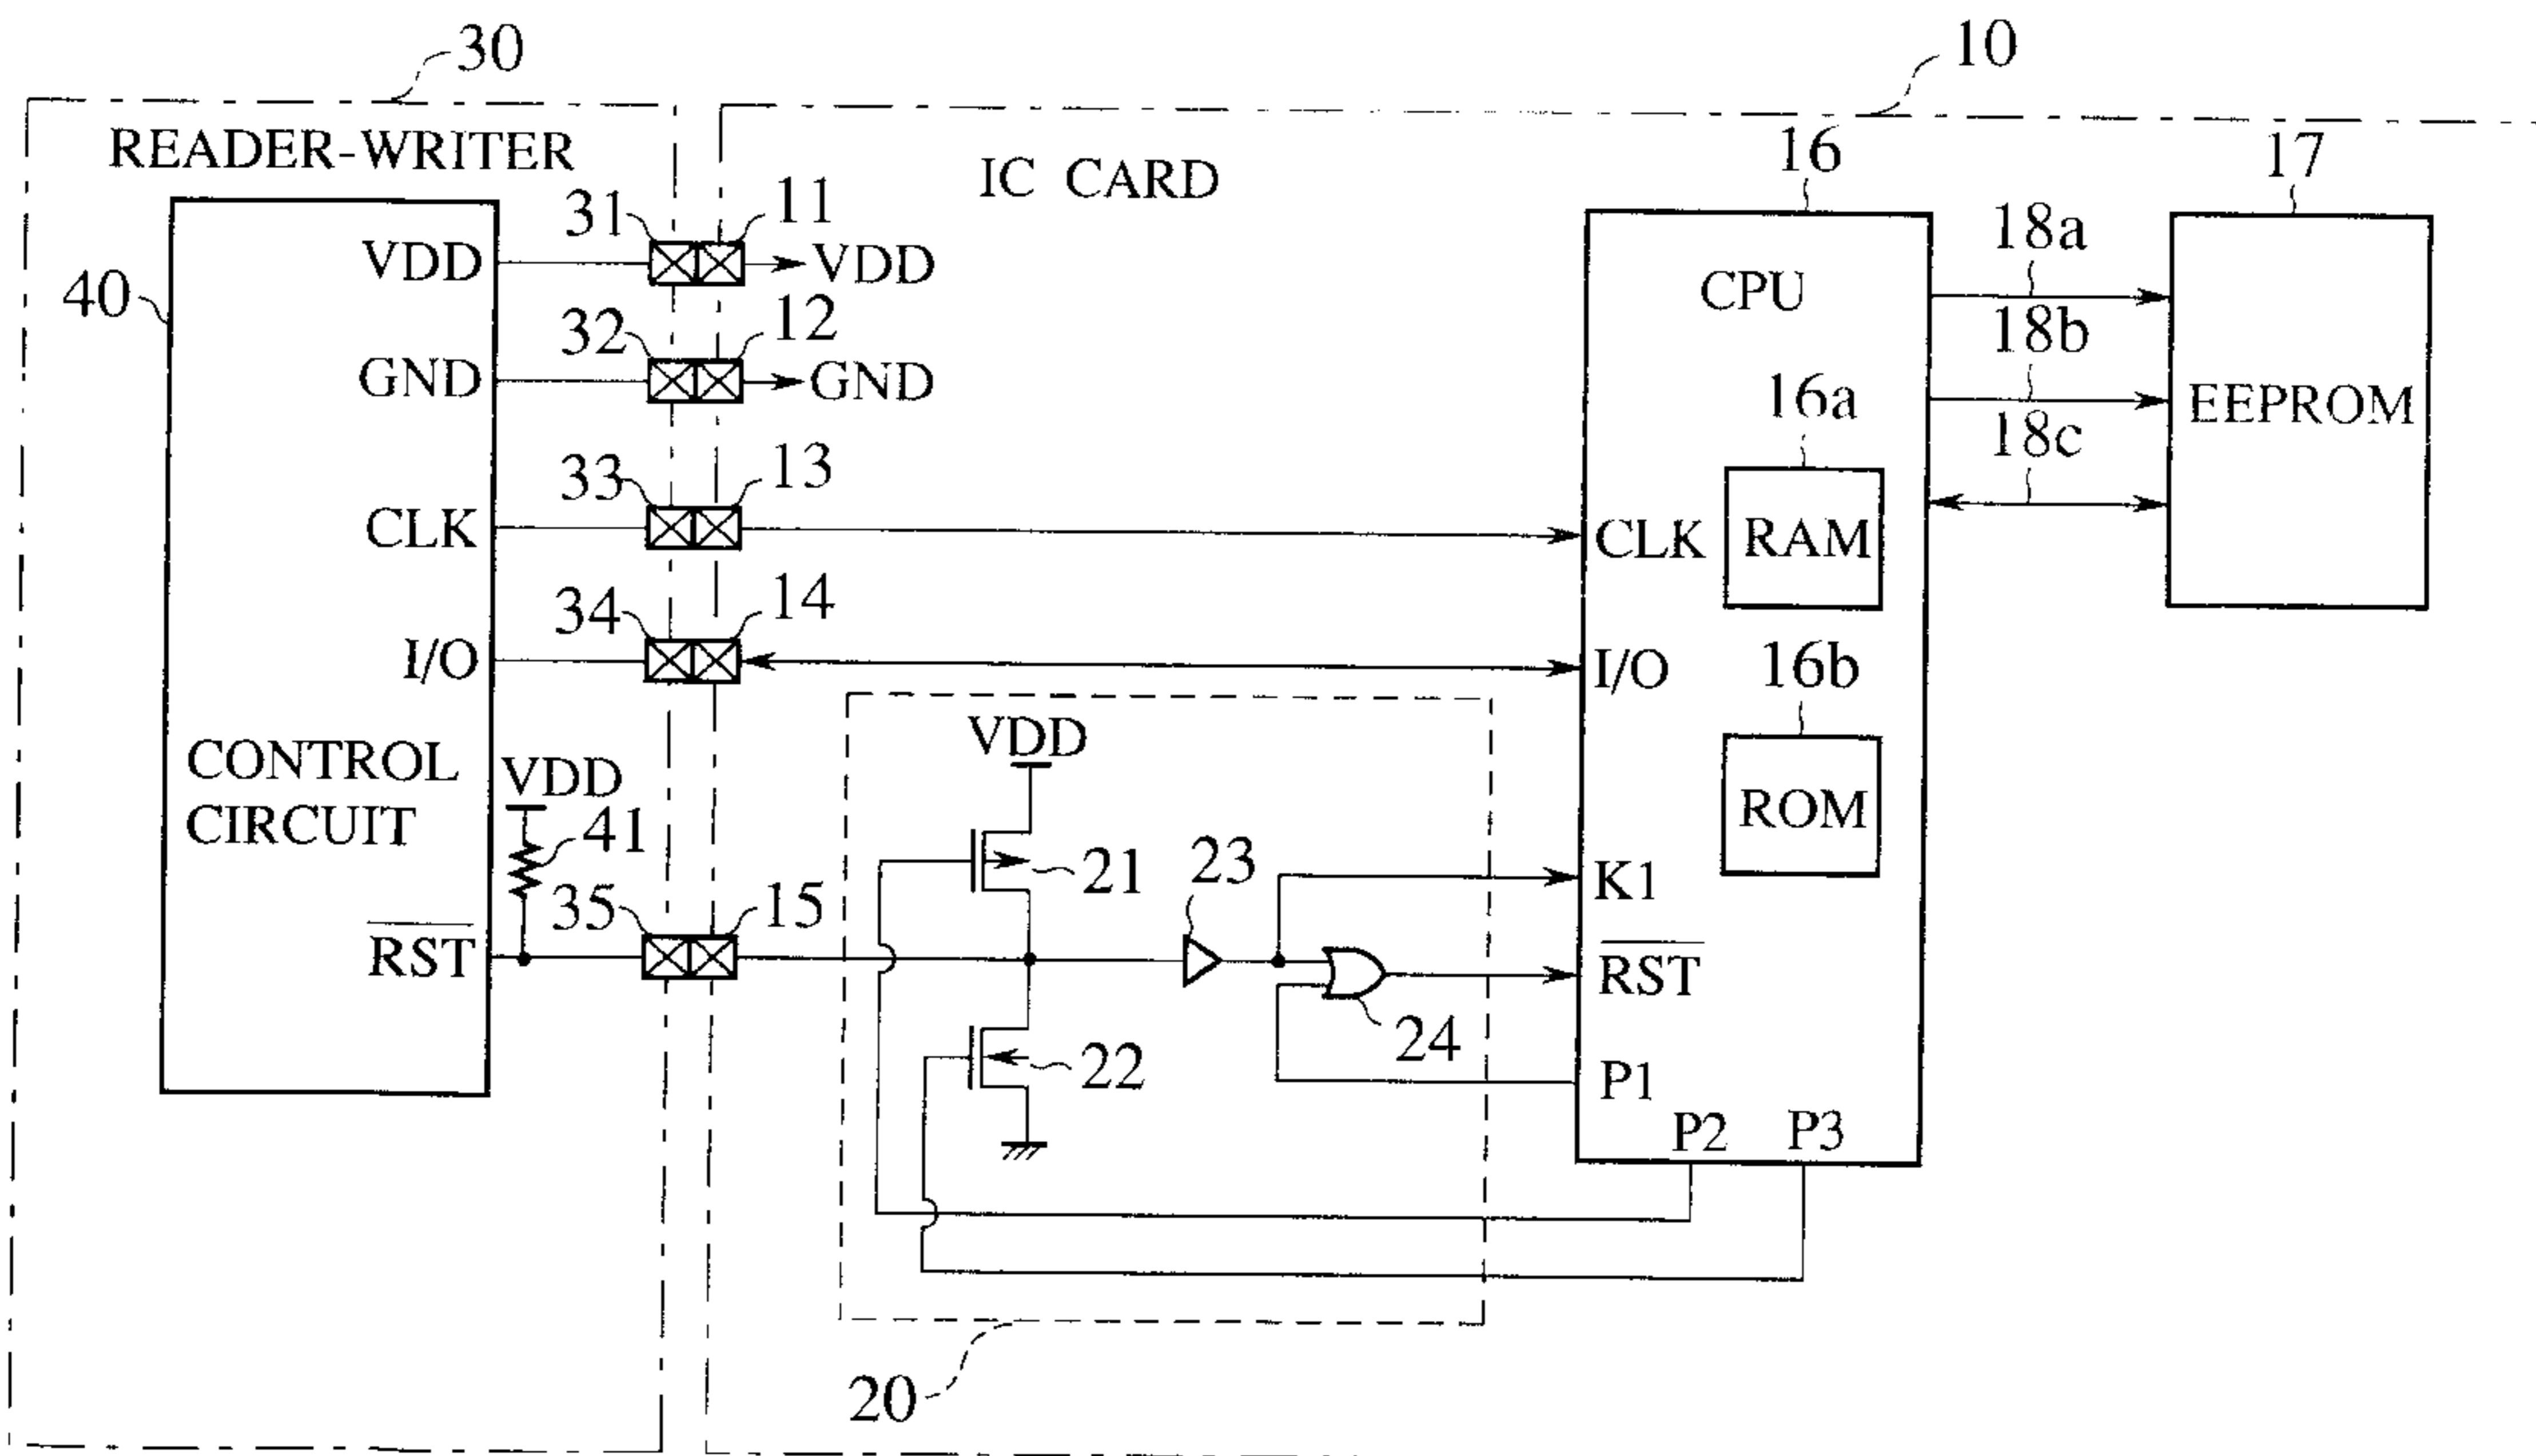 30
10
READER-WRITER
IC CARD
16
17
31
11
VDD
VDD
40
32
12
GND
GND
33
13
CLK
CLK
34
14
I/O
I/O
CPU
18a
18b
18c
EEPROM
16a
RAM
16b
ROM
CONTROL
CIRCUIT
VDD
41
35
15
RST
VDD
21
22
23
24
K1
RST
P1
P2
P3
20